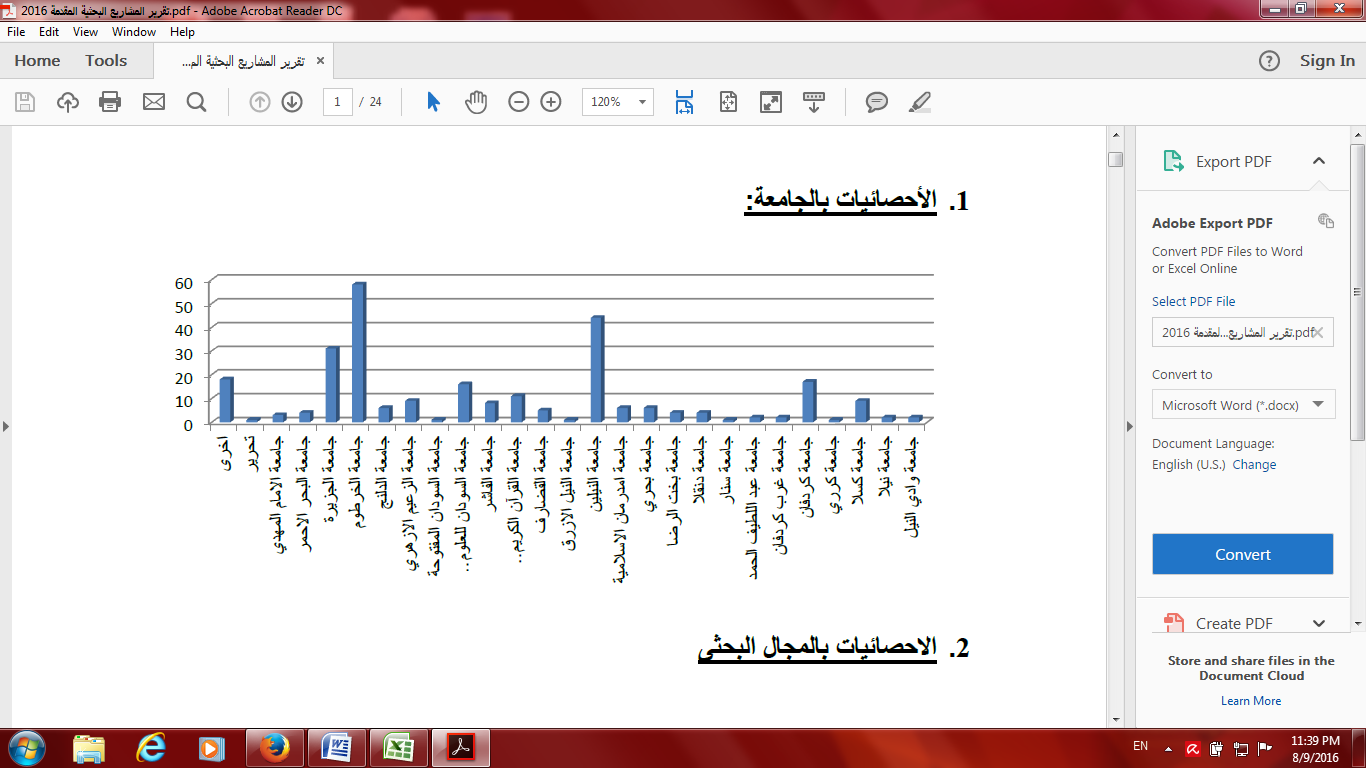 تقرير المشاريع البحثية المقدمة 2016.pdf - Adobe Acrobat Reader DC
File Edit View Window Help
Home Tools تقرير المشاريع البحثية الم... × Sign In
1 / 24 120%
1. الأحصائيات بالجامعة:
60
50
40
30
20
10
0
اخرى
تحرير
جامعة الامام المهدي
جامعة البحر الاحمر
جامعة الجزيرة
جامعة الخرطوم
جامعة الدلنج
جامعة الزعيم الازهري
جامعة السودان المفتوحة
جامعة السودان للعلوم..
جامعة الفاشر
جامعة القرآن الكريم..
جامعة القضارف
جامعة النيل الازرق
جامعة النيلين
جامعة امدرمان الاسلامية
جامعة بحري
جامعة بخت الرضا
جامعة دنقلا
جامعة سنار
جامعة عبد اللطيف الحمد
جامعة غرب كردفان
جامعة كردفان
جامعة كرري
جامعة كسلا
جامعة نيلا
جامعة وادي النيل
2. الاحصائيات بالمجال البحثى
Export PDF
Adobe Export PDF
Convert PDF Files to Word
or Excel Online
Select PDF File
تقرير المشاريع...لمقدمة 2016.pdf ×
Convert to
Microsoft Word (*.docx)
Document Language:
English (U.S.) Change
Convert
Create PDF
Store and share files in the
Document Cloud
Learn More
EN
11:39 PM
8/9/2016